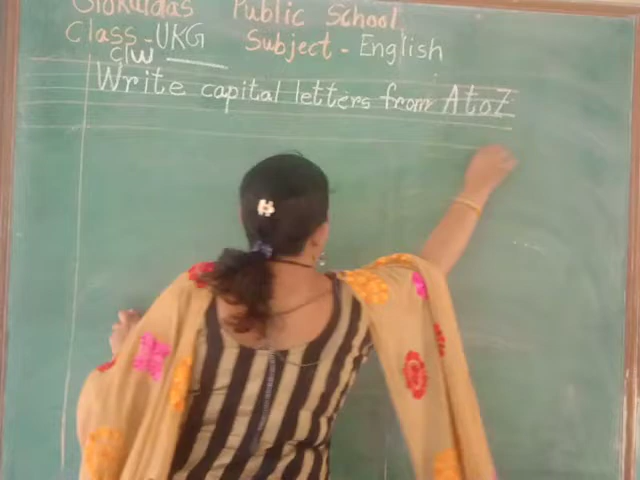 Public School
Class-UKG Subject - English
C/W
Write capital letters from A to Z